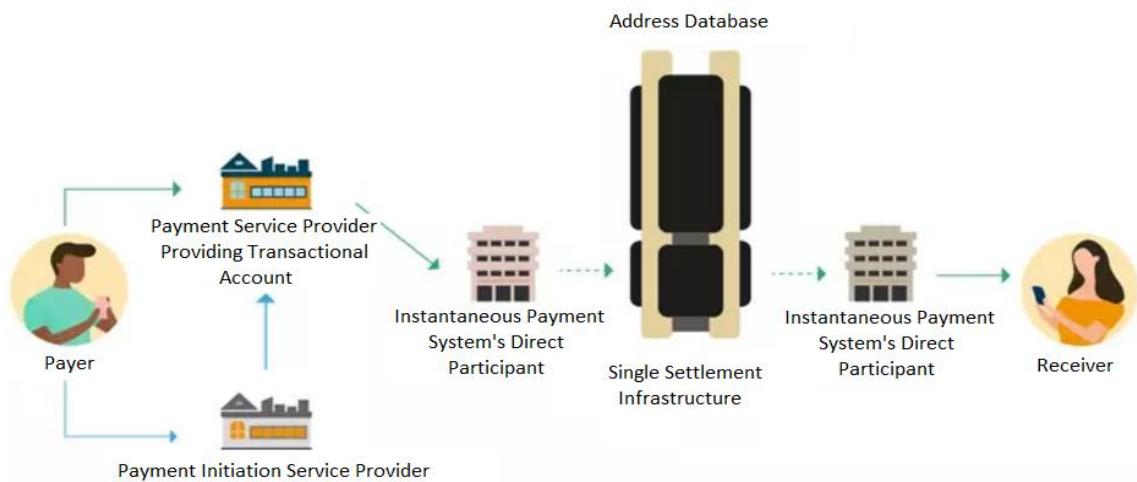 Address Database
Payment Service Provider
Providing Transactional
Account
Payer
Instantaneous Payment
System's Direct
Participant
Single Settlement
Infrastructure
Instantaneous Payment
System's Direct
Participant
Receiver
Payment Initiation Service Provider